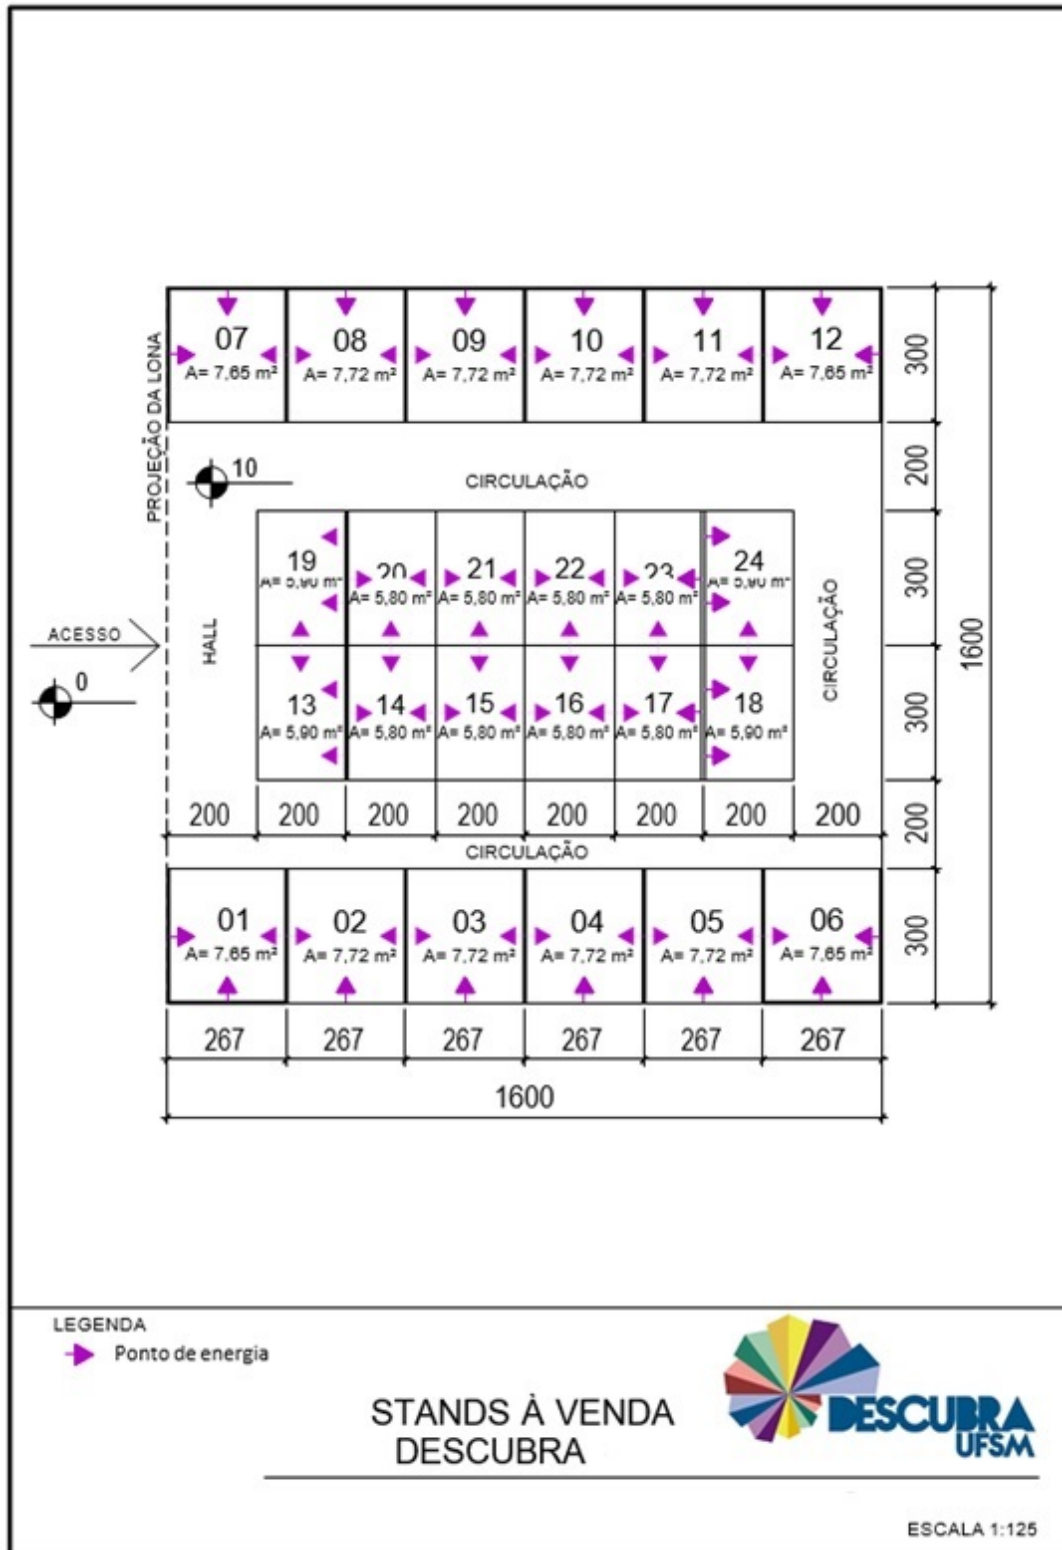 07 08 09 10 11 12
A= 7,65 m² A= 7,72 m² A= 7,72 m² A= 7,72 m² A= 7,72 m² A= 7,65 m²
300
PROJEÇÃO DA LONA
10
CIRCULAÇÃO
200
19 20 21 22 23 24
A= 5,90 m² A= 5,80 m² A= 5,80 m² A= 5,80 m² A= 5,80 m² A= 5,90 m²
300
ACESSO
0
HALL
CIRCULAÇÃO
1600
13 14 15 16 17 18
A= 5,90 m² A= 5,80 m² A= 5,80 m² A= 5,80 m² A= 5,80 m² A= 5,90 m²
300
200 200 200 200 200 200 200 200
200
CIRCULAÇÃO
01 02 03 04 05 06
A= 7,65 m² A= 7,72 m² A= 7,72 m² A= 7,72 m² A= 7,72 m² A= 7,65 m²
300
267 267 267 267 267 267
1600
LEGENDA
Ponto de energia
STANDS À VENDA
DESCUBRA
DESCUBRA
UFSM
ESCALA 1:125